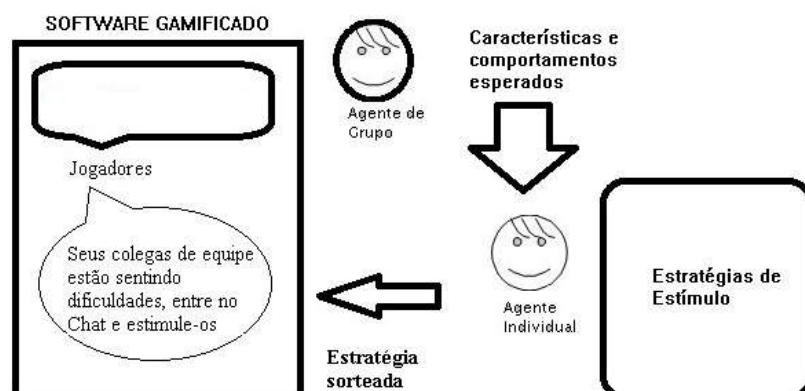 SOFTWARE GAMIFICADO
Jogadores
Seus colegas de equipe
estão sentindo
dificuldades, entre no
Chat e estimule-os
Agente de
Grupo
Características e
comportamentos
esperados
Agente
Individual
Estratégia
sorteada
Estratégias de
Estímulo